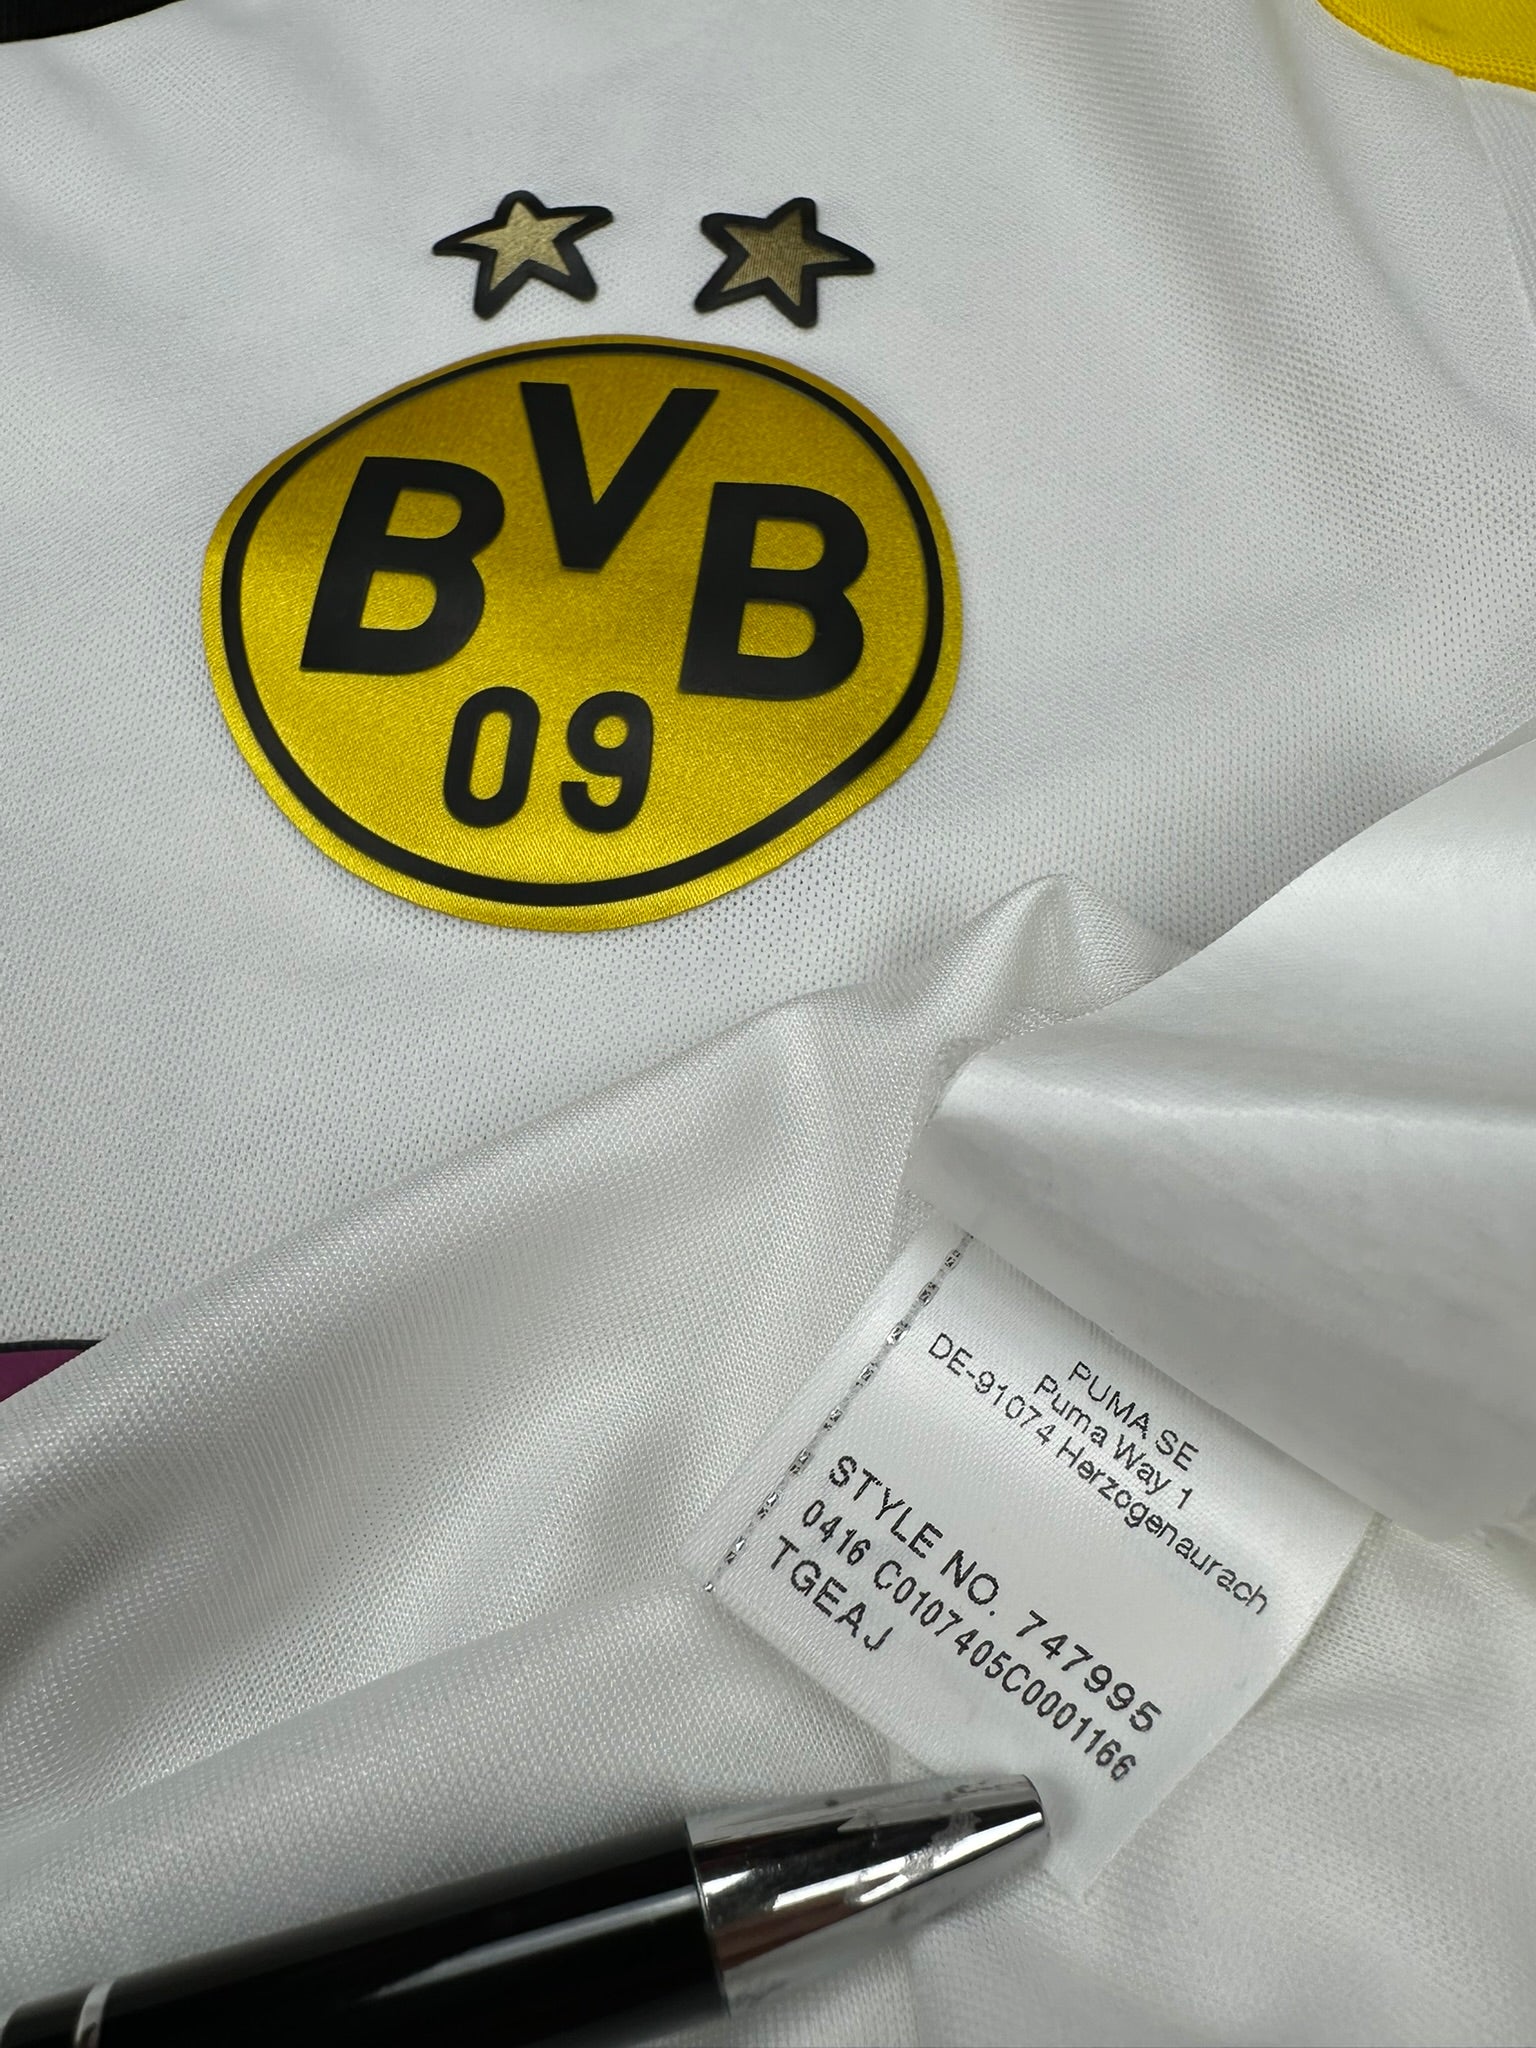 BVB
09
PUMA SE
Puma Way 1
DE-91074 Herzogenaurach
STYLE NO. 747995
0416 C0107405C0001166
TGEAJ